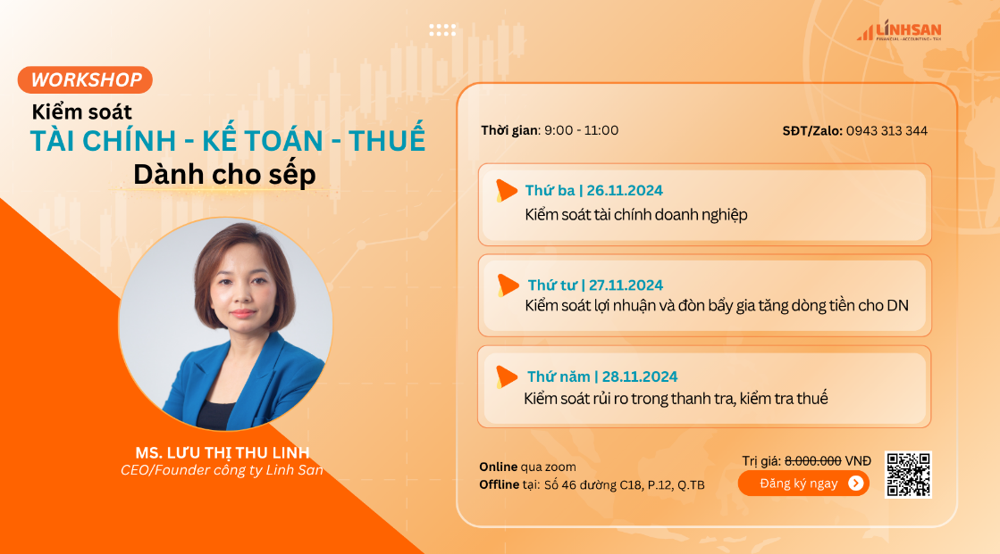 LINHSAN
FINANCIAL - ACCOUNTING - TAX
WORKSHOP
Kiểm soát
TÀI CHÍNH - KẾ TOÁN - THUẾ
Dành cho sếp
MS. LƯU THỊ THU LINH
CEO/Founder công ty Linh San
Thời gian: 9:00 - 11:00
SĐT/Zalo: 0943 313 344
Thứ ba | 26.11.2024
Kiểm soát tài chính doanh nghiệp
Thứ tư | 27.11.2024
Kiểm soát lợi nhuận và đòn bẩy gia tăng dòng tiền cho DN
Thứ năm | 28.11.2024
Kiểm soát rủi ro trong thanh tra, kiểm tra thuế
Online qua zoom
Offline tại: Số 46 đường C18, P.12, Q.TB
Trị giá: 8.000.000 VNĐ
Đăng ký ngay